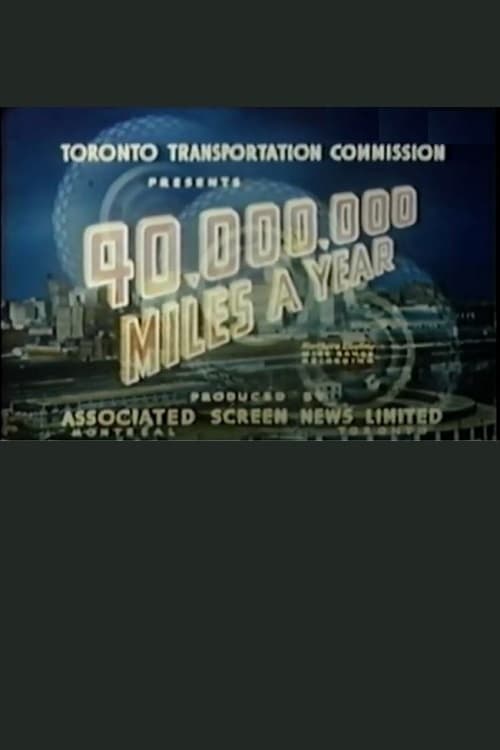 TORONTO TRANSPORTATION COMMISSION
PRESENTS
40,000,000
MILES A YEAR
PRODUCED BY
ASSOCIATED SCREEN NEWS LIMITED
MONTREAL TORONTO